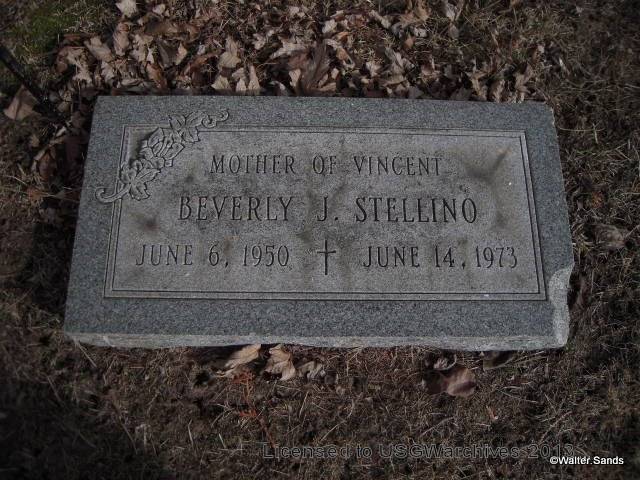 MOTHER OF VINCENT
BEVERLY J. STELLINO
JUNE 6, 1950 † JUNE 14, 1973
Licensed to USGWarchives 2013
©Walter.Sands